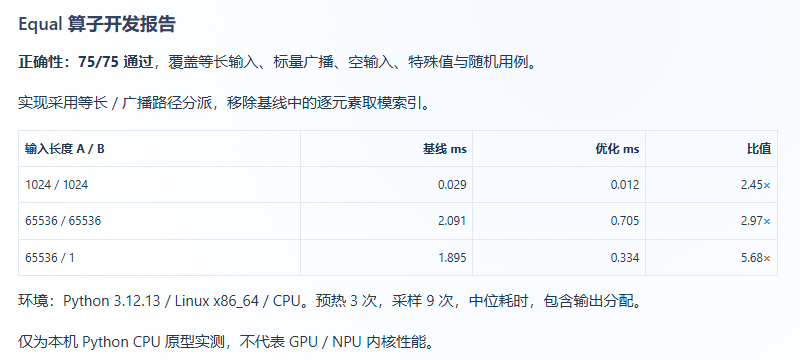 Equal 算子开发报告
正确性：75/75 通过，覆盖等长输入、标量广播、空输入、特殊值与随机用例。
实现采用等长 / 广播路径分派，移除基线中的逐元素取模索引。
输入长度 A / B 基线 ms 优化 ms 比值
1024 / 1024 0.029 0.012 2.45×
65536 / 65536 2.091 0.705 2.97×
65536 / 1 1.895 0.334 5.68×
环境：Python 3.12.13 / Linux x86_64 / CPU。预热 3 次，采样 9 次，中位耗时，包含输出分配。
仅为本机 Python CPU 原型实测，不代表 GPU / NPU 内核性能。